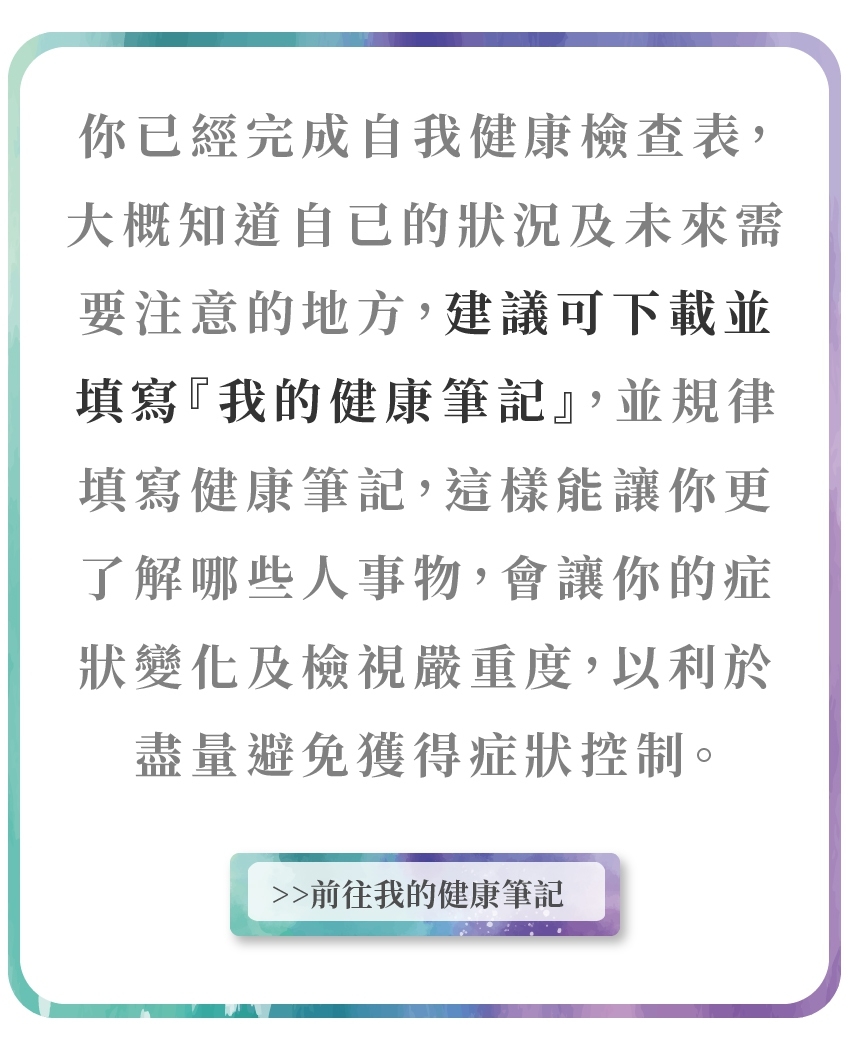 你已經完成自我健康檢查表，
大概知道自已的狀況及未來需
要注意的地方，建議可下載並
填寫『我的健康筆記』，並規律
填寫健康筆記，這樣能讓你更
了解哪些人事物，會讓你的症
狀變化及檢視嚴重度，以利於
盡量避免獲得症狀控制。
>>前往我的健康筆記